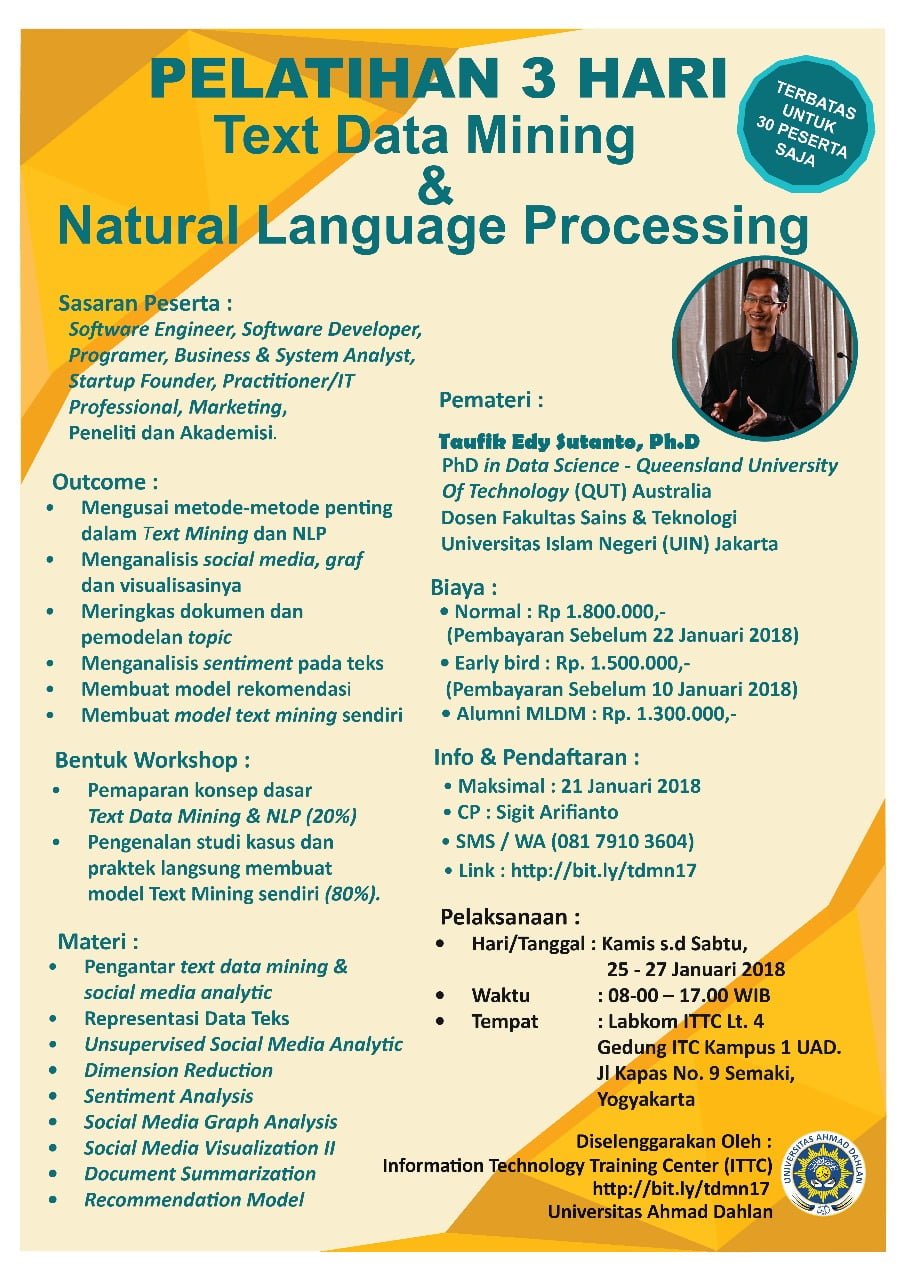 PELATIHAN 3 HARI
Text Data Mining
&
Natural Language Processing
TERBATAS
UNTUK
30 PESERTA
SAJA
Sasaran Peserta :
Software Engineer, Software Developer,
Programer, Business & System Analyst,
Startup Founder, Practitioner/IT
Professional, Marketing,
Peneliti dan Akademisi.
Outcome :
• Mengusai metode-metode penting
dalam Text Mining dan NLP
• Menganalisis social media, graf
dan visualisasinya
• Meringkas dokumen dan
pemodelan topic
• Menganalisis sentiment pada teks
• Membuat model rekomendasi
• Membuat model text mining sendiri
Bentuk Workshop :
• Pemaparan konsep dasar
Text Data Mining & NLP (20%)
• Pengenalan studi kasus dan
praktek langsung membuat
model Text Mining sendiri (80%).
Materi :
• Pengantar text data mining &
social media analytic
• Representasi Data Teks
• Unsupervised Social Media Analytic
• Dimension Reduction
• Sentiment Analysis
• Social Media Graph Analysis
• Social Media Visualization II
• Document Summarization
• Recommendation Model
Pemateri :
Taufik Edy Sutanto, Ph.D
PhD in Data Science - Queensland University
Of Technology (QUT) Australia
Dosen Fakultas Sains & Teknologi
Universitas Islam Negeri (UIN) Jakarta
Biaya :
• Normal : Rp 1.800.000,-
(Pembayaran Sebelum 22 Januari 2018)
• Early bird : Rp. 1.500.000,-
(Pembayaran Sebelum 10 Januari 2018)
• Alumni MLDM : Rp. 1.300.000,-
Info & Pendaftaran :
• Maksimal : 21 Januari 2018
• CP : Sigit Arifianto
• SMS / WA (081 7910 3604)
• Link : http://bit.ly/tdmn17
Pelaksanaan :
• Hari/Tanggal : Kamis s.d Sabtu,
25 - 27 Januari 2018
• Waktu : 08-00 – 17.00 WIB
• Tempat : Labkom ITTC Lt. 4
Gedung ITC Kampus 1 UAD.
Jl Kapas No. 9 Semaki,
Yogyakarta
Diselenggarakan Oleh :
Information Technology Training Center (ITTC)
http://bit.ly/tdmn17
Universitas Ahmad Dahlan
UNIVERSITAS AHMAD DAHLAN